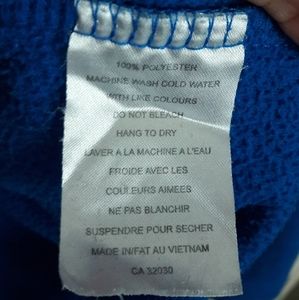 100% POLYESTER
MACHINE WASH COLD WATER
WITH LIKE COLOURS
DO NOT BLEACH
HANG TO DRY
LAVER A LA MACHINE A L'EAU
FROIDE AVEC LES
COULEURS AIMEES
NE PAS BLANCHIR
SUSPENDRE POUR SECHER
MADE IN/FAT AU VIETNAM
CA 32030